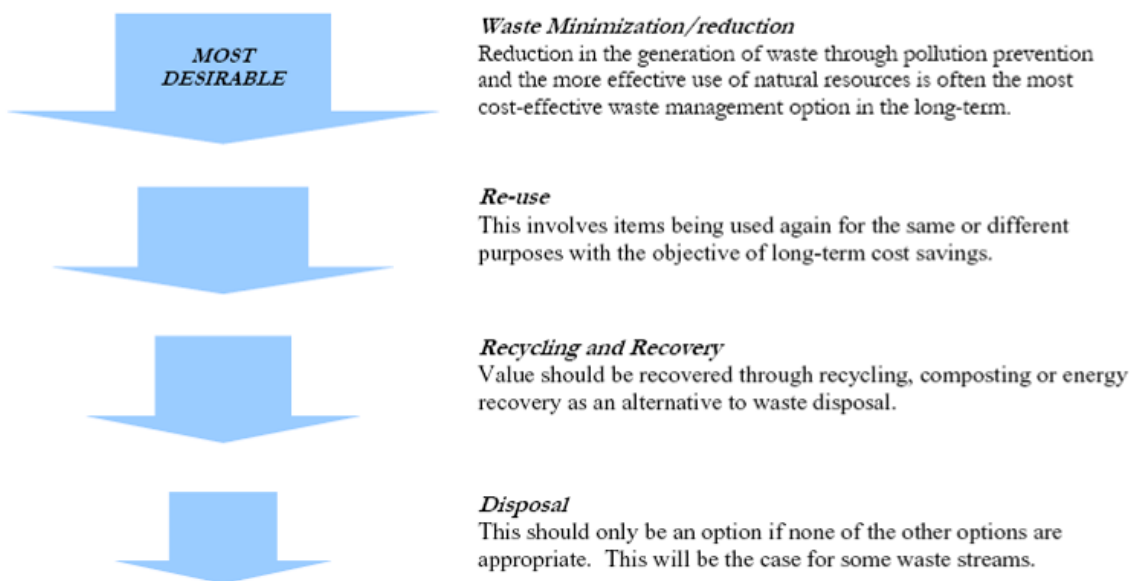 MOST
DESIRABLE
Waste Minimization/reduction
Reduction in the generation of waste through pollution prevention
and the more effective use of natural resources is often the most
cost-effective waste management option in the long-term.
Re-use
This involves items being used again for the same or different
purposes with the objective of long-term cost savings.
Recycling and Recovery
Value should be recovered through recycling, composting or energy
recovery as an alternative to waste disposal.
Disposal
This should only be an option if none of the other options are
appropriate.  This will be the case for some waste streams.